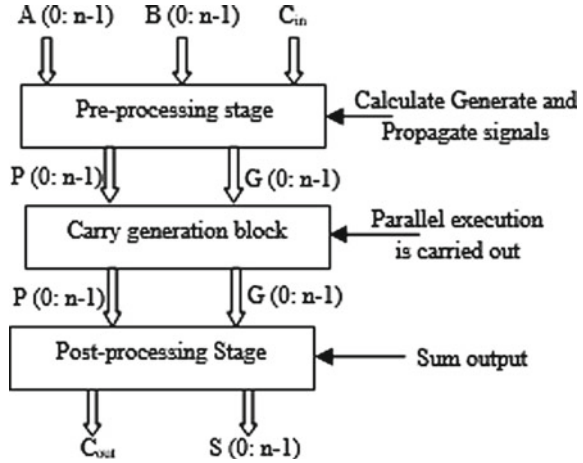 A (0: n-1) B (0: n-1) Cin
Pre-processing stage
Calculate Generate and
Propagate signals
P (0: n-1) G (0: n-1)
Carry generation block
Parallel execution
is carried out
P (0: n-1) G (0: n-1)
Post-processing Stage
Sum output
Cout S (0: n-1)